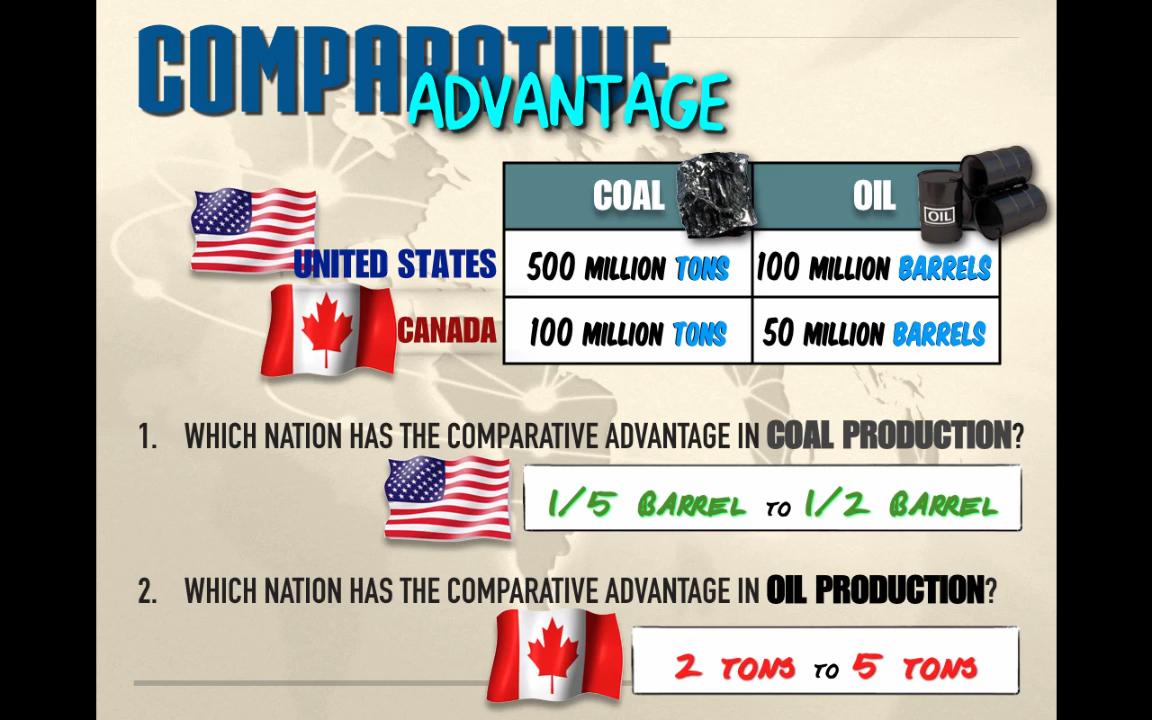 COMPARATIVE
ADVANTAGE
COAL OIL
OIL
UNITED STATES 500 MILLION TONS 100 MILLION BARRELS
CANADA 100 MILLION TONS 50 MILLION BARRELS
1. WHICH NATION HAS THE COMPARATIVE ADVANTAGE IN COAL PRODUCTION?
1/5 BARREL TO 1/2 BARREL
2. WHICH NATION HAS THE COMPARATIVE ADVANTAGE IN OIL PRODUCTION?
2 TONS TO 5 TONS